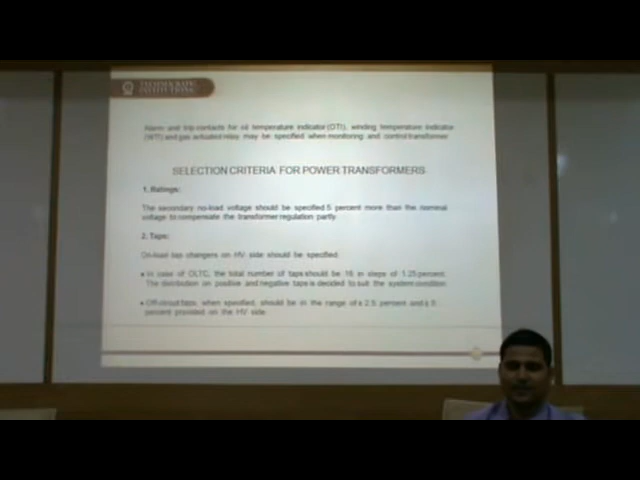 TECHNOCRATS
INSTITUTIONS
Alarm and trip contacts for oil temperature indicator (OTI), winding temperature indicator
(WTI) and gas actuated relay may be specified when monitoring and control transformer
SELECTION CRITERIA FOR POWER TRANSFORMERS
1. Ratings:
The secondary no-load voltage should be specified 5 percent more than the nominal
voltage to compensate the transformer regulation partly
2. Taps:
On-load tap changers on HV side should be specified
• In case of OLTC, the total number of taps should be 16 in steps of 1.25 percent.
The distribution on positive and negative taps is decided to suit the system condition
• Off-circuit taps, when specified, should be in the range of ± 2.5 percent and ± 5
percent provided on the HV side.